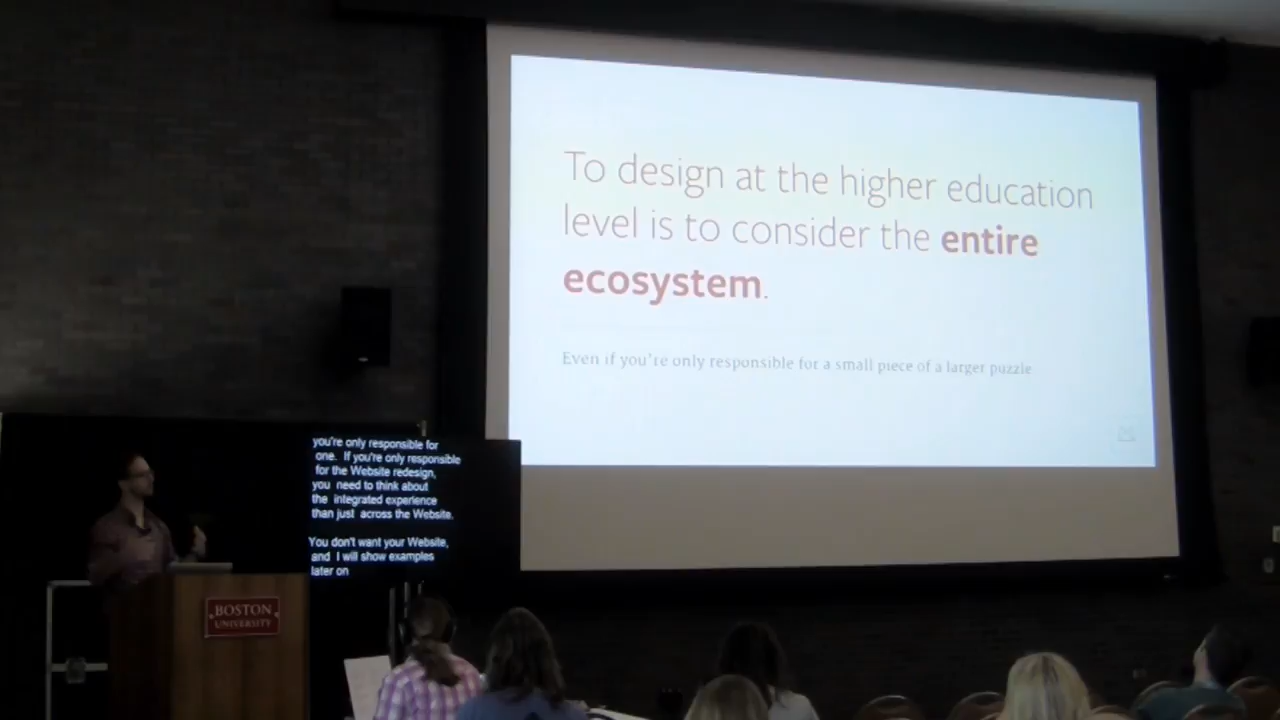 To design at the higher education
level is to consider the entire
ecosystem.
Even if you're only responsible for a small piece of a larger puzzle
you're only responsible for
one. If you're only responsible
for the Website redesign,
you need to think about
the integrated experience
than just across the Website.
You don't want your Website,
and I will show examples
later on
BOSTON
UNIVERSITY